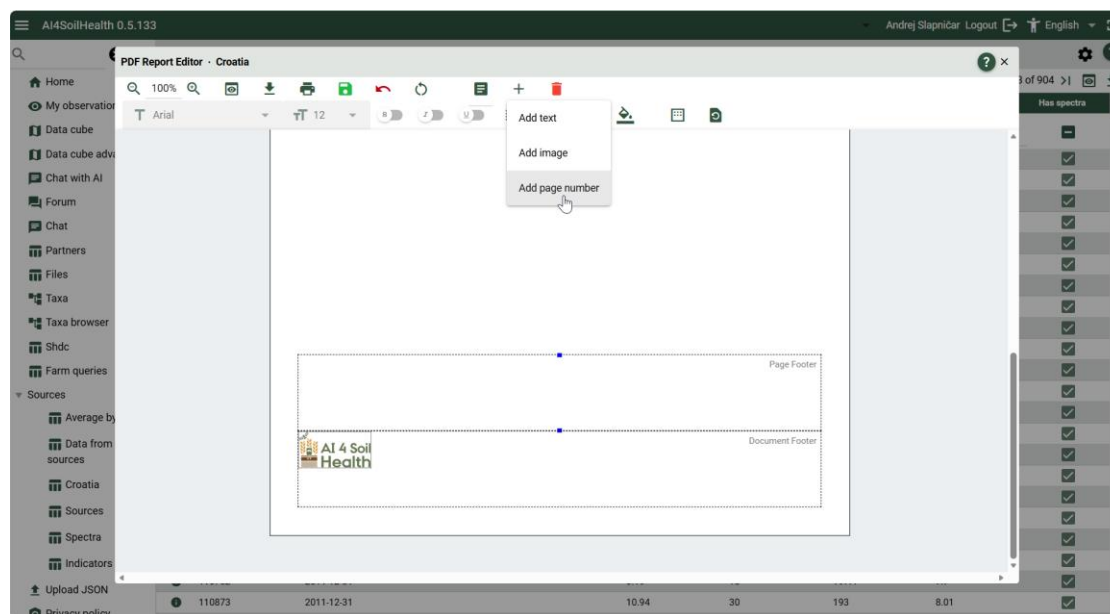 AI4SoilHealth 0.5.133
Andrej Slapničar Logout
English
PDF Report Editor · Croatia
100%
Arial
12
B
I
U
Add text
Add image
Add page number
of 904
Has spectra
Home
My observation
Data cube
Data cube adva
Chat with AI
Forum
Chat
Partners
Files
Taxa
Taxa browser
Shdc
Farm queries
Sources
Average by
Data from
sources
Croatia
Sources
Spectra
Indicators
Upload JSON
Privacy policy
Page Footer
Document Footer
AI 4 Soil
Health
110873 2011-12-31 10.94 30 193 8.01